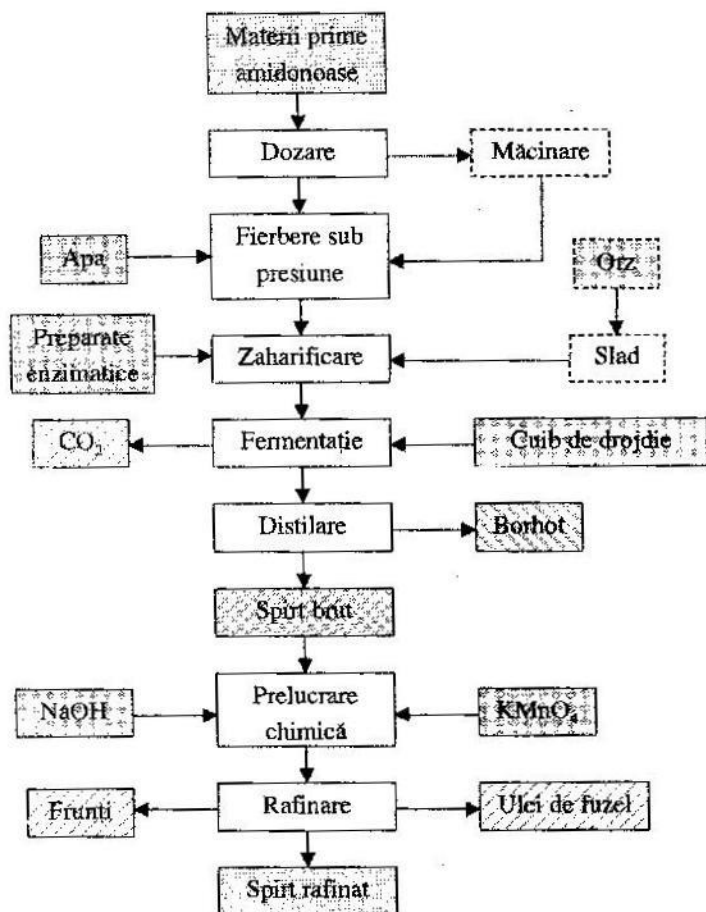 Materii prime
amidonoase
Dozare
Măcinare
Apa
Fierbere sub
presiune
Orz
Preparate
enzimatice
Zaharificare
Slad
CO₂
Fermentatie
Cuib de drojdie
Distilare
Borhot
Spirt brut
NaOH
Prelucrare
chimică
KMnO₄
Frunti
Rafinare
Ulei de fuzel
Spirt rafinat